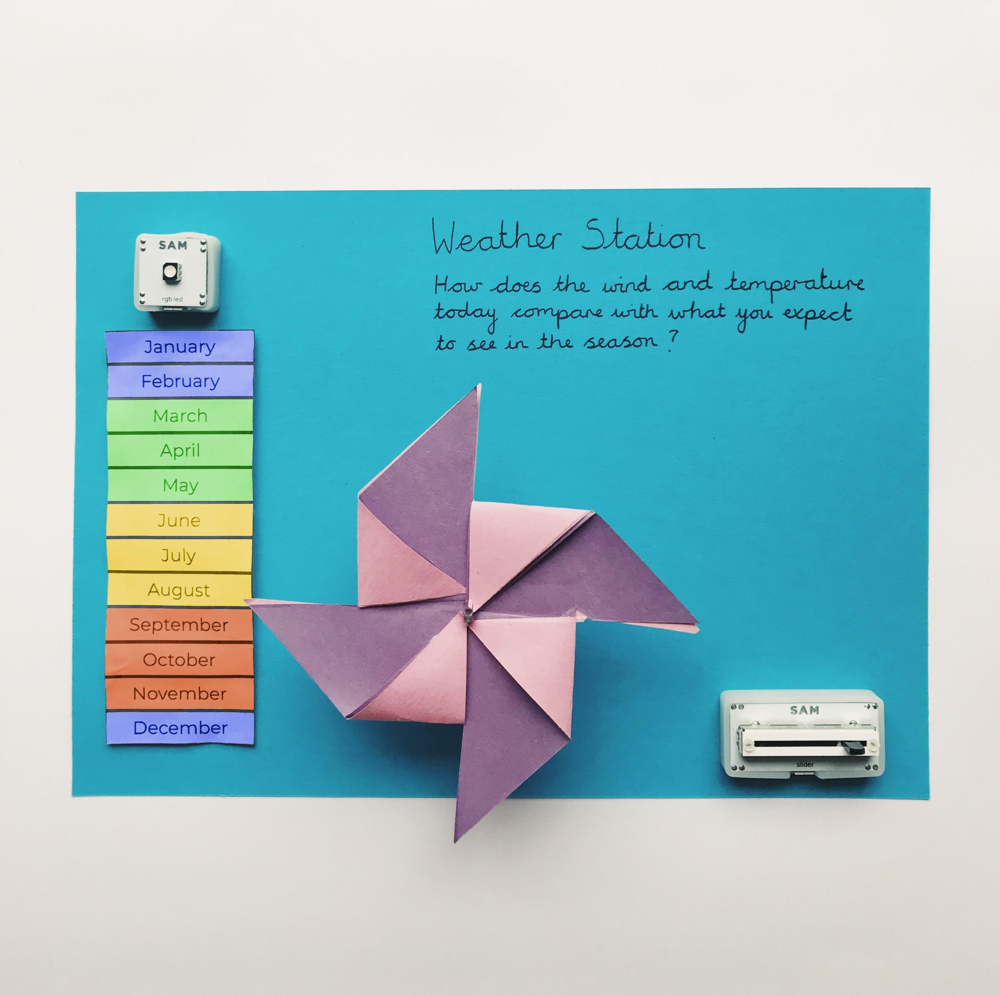 SAM
rgb led
Weather Station
How does the wind and temperature
today compare with what you expect
to see in the season?
January
February
March
April
May
June
July
August
September
October
November
December
SAM
slider